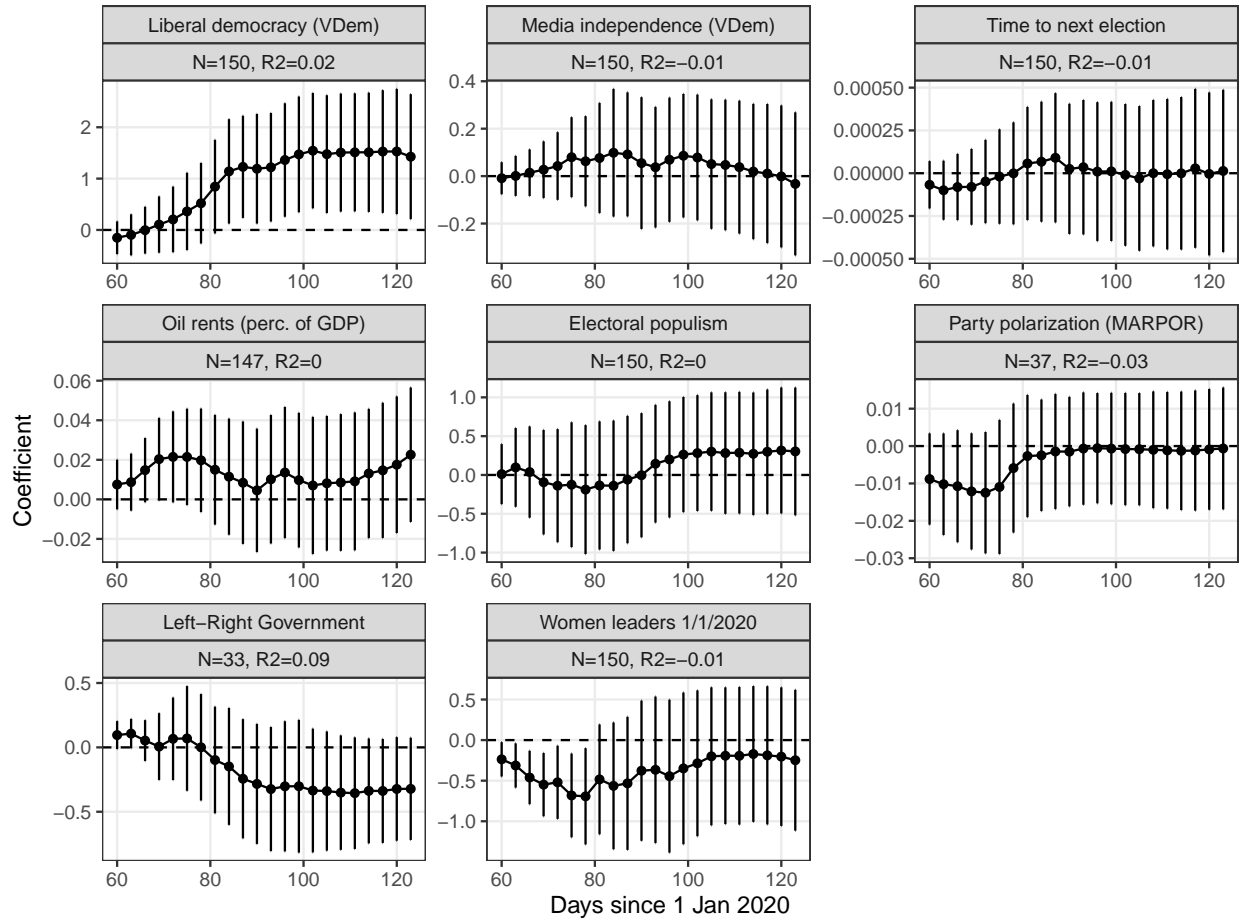 Liberal democracy (VDem)
N=150, R2=0.02
2
1
0
60 80 100 120
Media independence (VDem)
N=150, R2=−0.01
0.4
0.2
0.0
−0.2
60 80 100 120
Time to next election
N=150, R2=−0.01
0.00050
0.00025
0.00000
−0.00025
−0.00050
60 80 100 120
Oil rents (perc. of GDP)
N=147, R2=0
0.06
0.04
0.02
0.00
−0.02
60 80 100 120
Electoral populism
N=150, R2=0
1.0
0.5
0.0
−0.5
−1.0
60 80 100 120
Party polarization (MARPOR)
N=37, R2=−0.03
0.01
0.00
−0.01
−0.02
−0.03
60 80 100 120
Left−Right Government
N=33, R2=0.09
0.5
0.0
−0.5
60 80 100 120
Women leaders 1/1/2020
N=150, R2=−0.01
0.5
0.0
−0.5
−1.0
60 80 100 120
Coefficient
Days since 1 Jan 2020